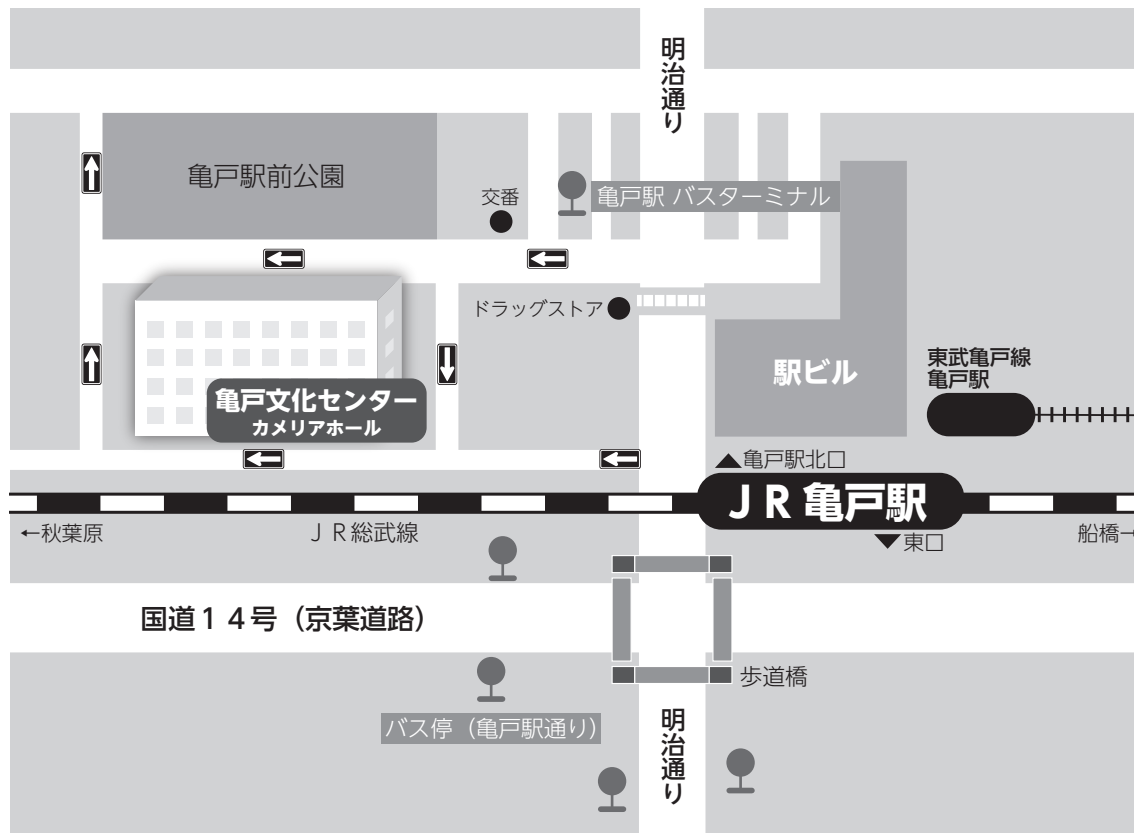 明治通り
亀戸駅前公園
交番
亀戸駅 バスターミナル
ドラッグストア
駅ビル
東武亀戸線
亀戸駅
亀戸文化センター
カメリアホール
▲亀戸駅北口
ＪＲ亀戸駅
←秋葉原
ＪＲ総武線
▼東口
船橋→
国道１４号（京葉道路）
歩道橋
バス停（亀戸駅通り）
明治通り